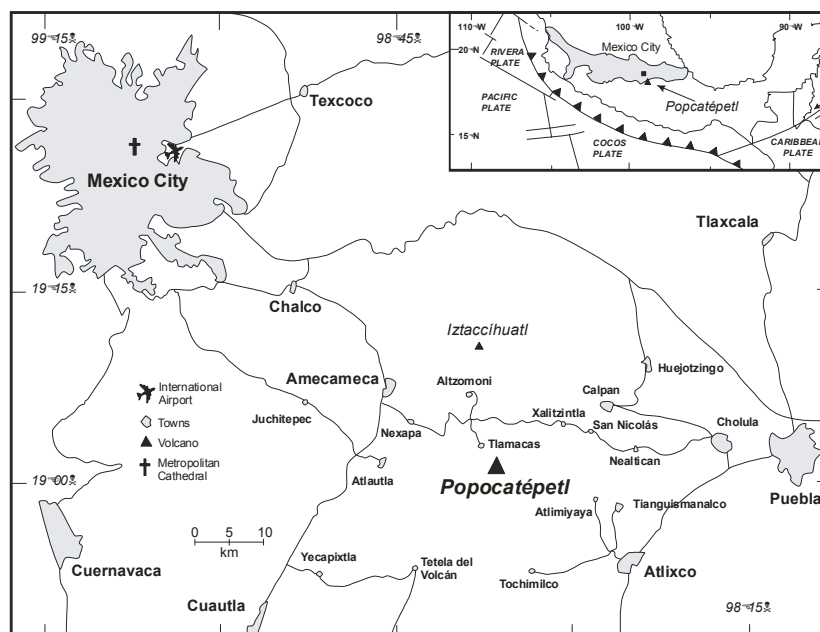 99 15
98 45
110 W
100 W
90 W
20 N
RIVERA
PLATE
Mexico City
Popcatépetl
PACIFIC
PLATE
15 N
COCOS
PLATE
CARIBBEAN
PLATE
Texcoco
Mexico City
Tlaxcala
19 15
Chalco
Iztaccíhuatl
Huejotzingo
Amecameca
Altzomoni
Calpan
International
Airport
Juchitepec
Xalitzintla
San Nicolás
Cholula
Towns
Nexapa
Volcano
Tlamacas
Nealtican
Metropolitan
Cathedral
Atlautla
19 00
Popocatépetl
Puebla
Atlimiyaya
Tianguismanalco
0 5 10
km
Yecapixtla
Tetela del
Volcán
Tochimilco
Atlixco
Cuernavaca
Cuautla
98 15